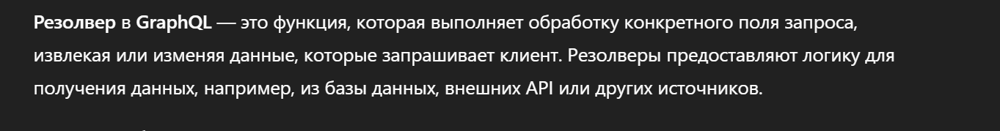 Резолвер в GraphQL — это функция, которая выполняет обработку конкретного поля запроса,
извлекая или изменяя данные, которые запрашивает клиент. Резолверы предоставляют логику для
получения данных, например, из базы данных, внешних API или других источников.